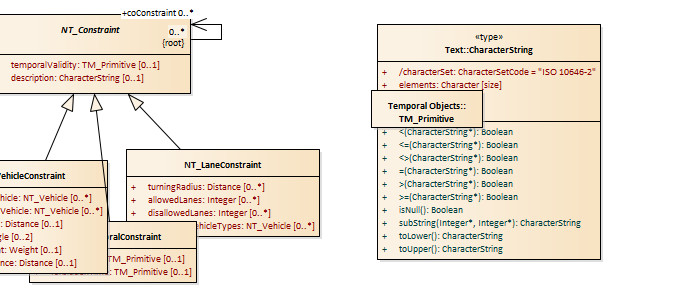 +coConstraint 0..*
NT_Constraint
0..*
{root}
temporalValidity: TM_Primitive [0..1]
description: CharacterString [0..1]
«type»
Text::CharacterString
+ /characterSet: CharacterSetCode = "ISO 10646-2"
+ elements: Character [size]
Temporal Objects::
TM_Primitive
+ <(CharacterString*): Boolean
+ <=(CharacterString*): Boolean
+ <>(CharacterString*): Boolean
+ =(CharacterString*): Boolean
+ >(CharacterString*): Boolean
+ >=(CharacterString*): Boolean
+ isNull(): Boolean
+ subString(Integer*, Integer*): CharacterString
+ toLower(): CharacterString
+ toUpper(): CharacterString
NT_LaneConstraint
+ turningRadius: Distance [0..*]
+ allowedLanes: Integer [0..*]
+ disallowedLanes: Integer [0..*]
hicleTypes: NT_Vehicle [0..*]
ehicleConstraint
hicle: NT_Vehicle [0..*]
Vehicle: NT_Vehicle [0..*]
: Distance [0..*]
gle [0..2]
nt: Weight [0..1]
ance: Distance [0..1]
ralConstraint
TM_Primitive [0..1]
TM_Primitive [0..1]